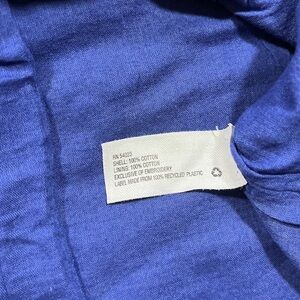 RN 54023
SHELL: 100% COTTON
LINING: 100% COTTON
EXCLUSIVE OF EMBROIDERY
LABEL MADE FROM 100% RECYCLED PLASTIC